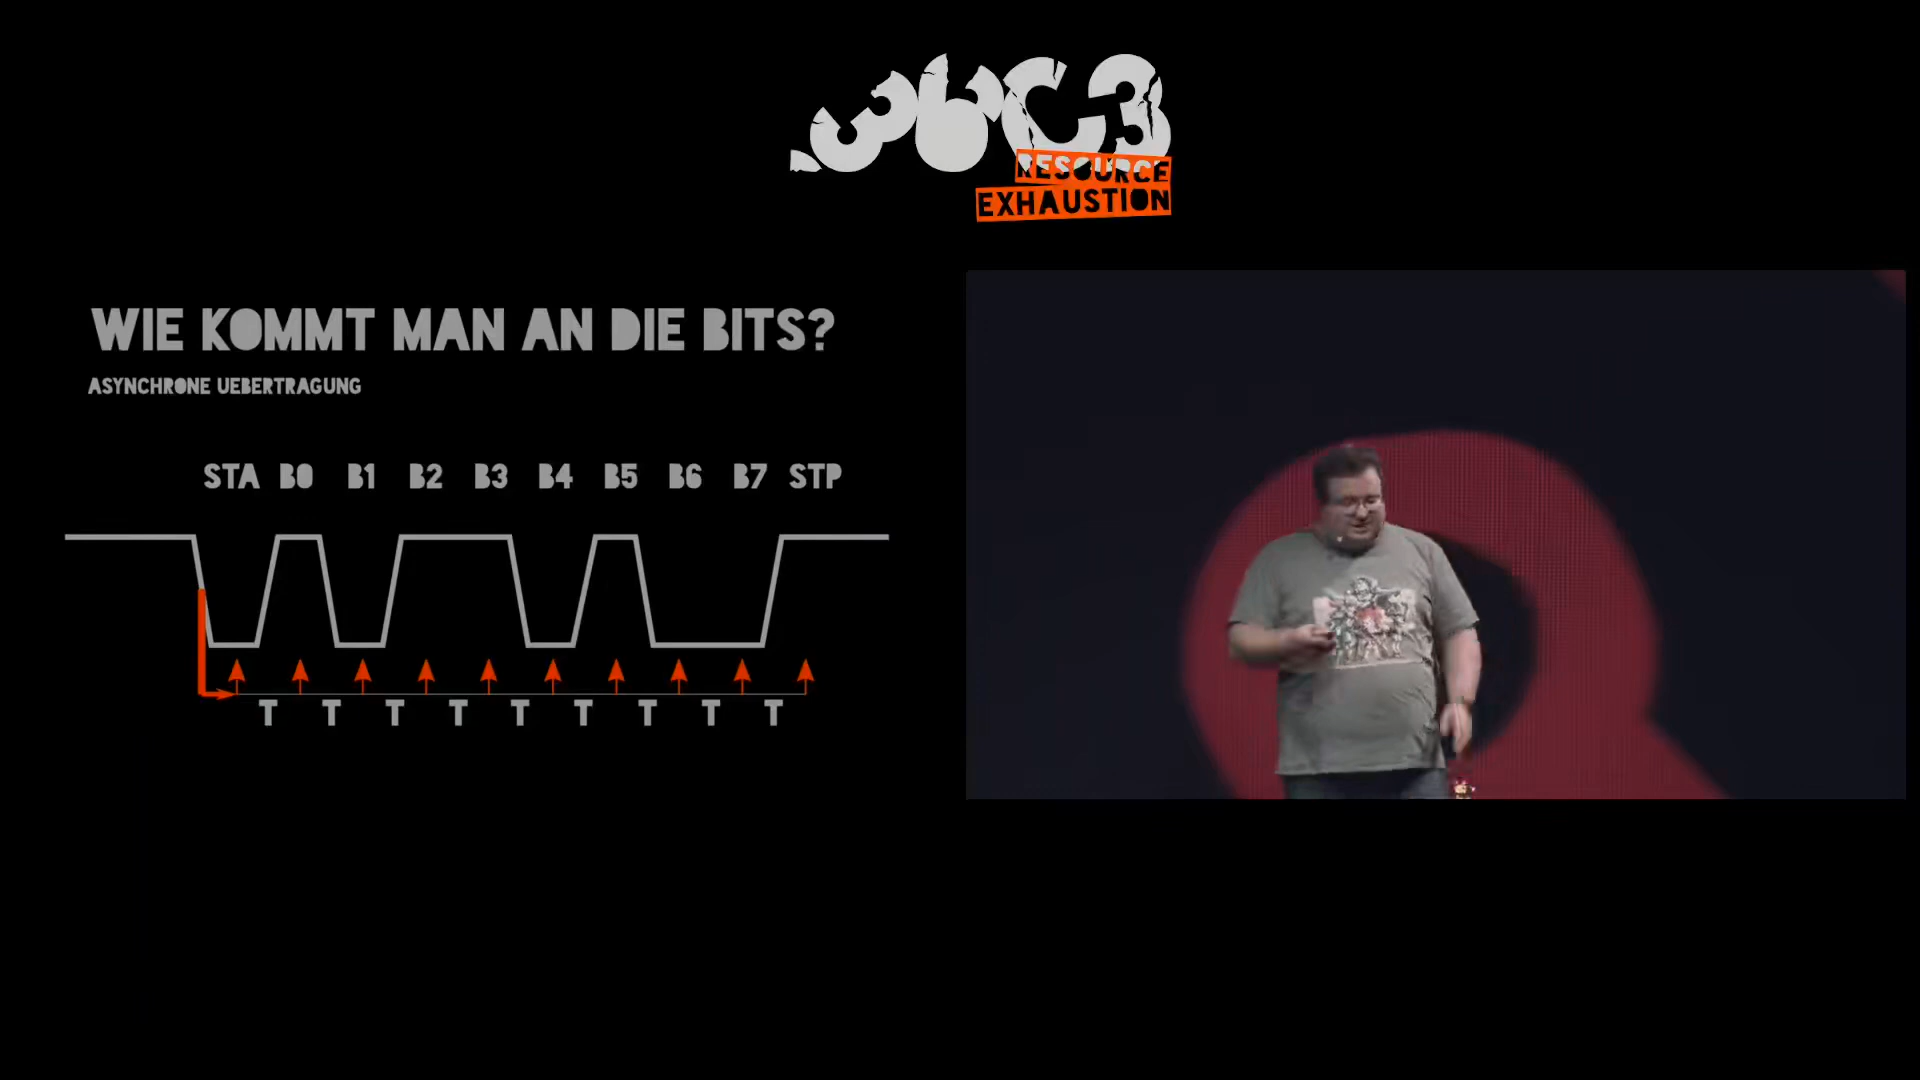 36C3
RESOURCE
EXHAUSTION
WIE KOMMT MAN AN DIE BITS?
ASYNCHRONE UEBERTRAGUNG
STA B0 B1 B2 B3 B4 B5 B6 B7 STP
T T T T T T T T T